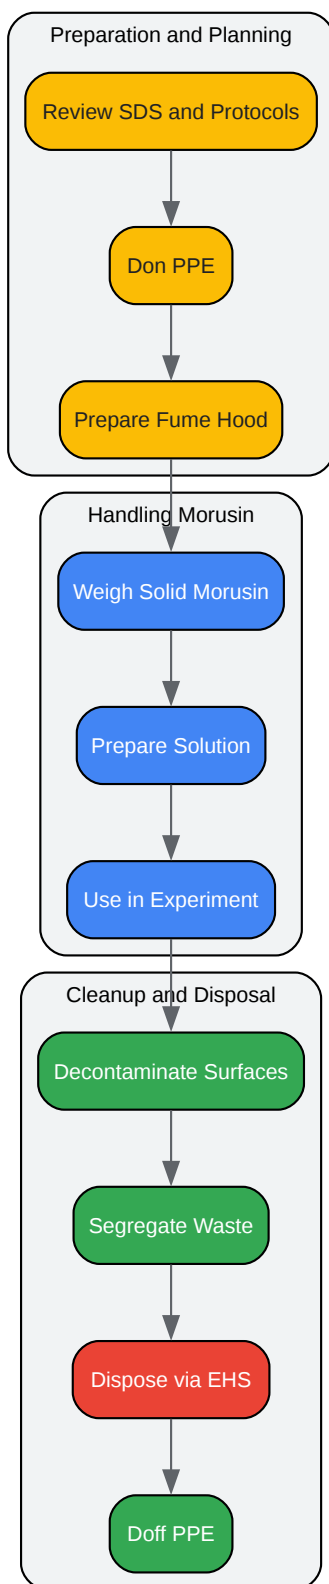 Preparation and Planning
Review SDS and Protocols
Don PPE
Prepare Fume Hood
Handling Morusin
Weigh Solid Morusin
Prepare Solution
Use in Experiment
Cleanup and Disposal
Decontaminate Surfaces
Segregate Waste
Dispose via EHS
Doff PPE